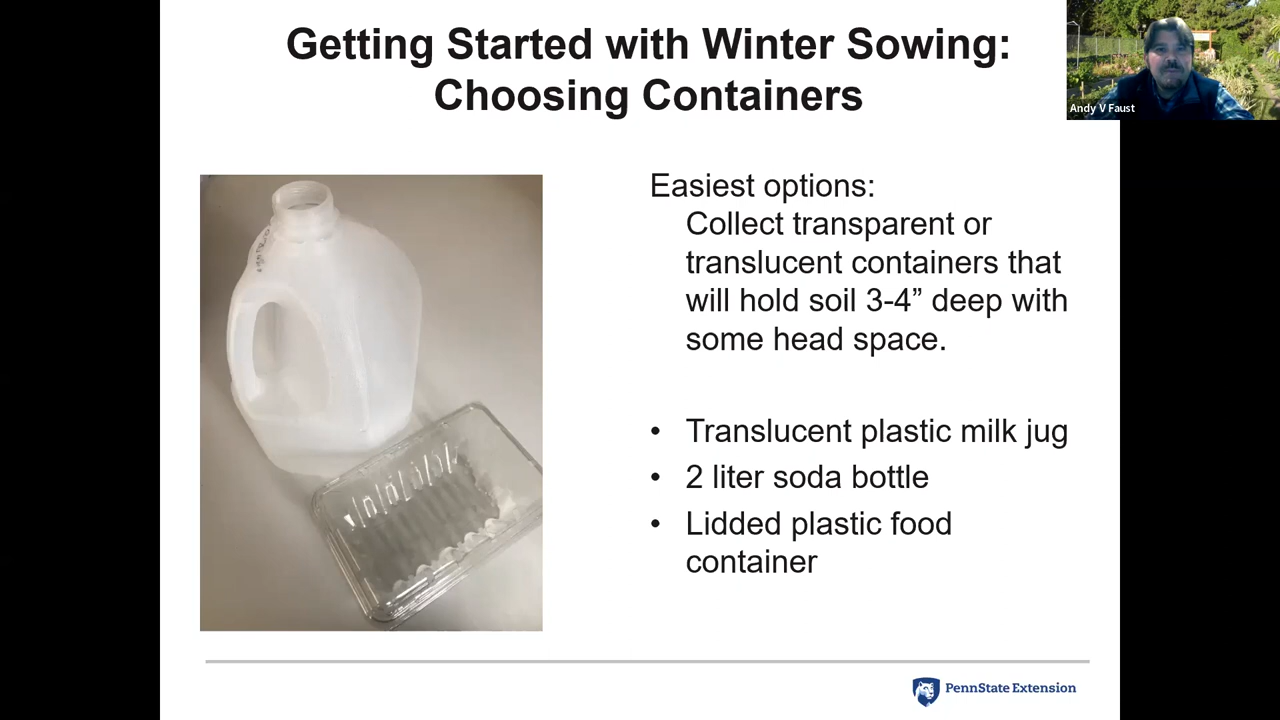 Getting Started with Winter Sowing:
Choosing Containers
Andy V Faust
Easiest options:
Collect transparent or
translucent containers that
will hold soil 3-4” deep with
some head space.
• Translucent plastic milk jug
• 2 liter soda bottle
• Lidded plastic food
container
PennState Extension